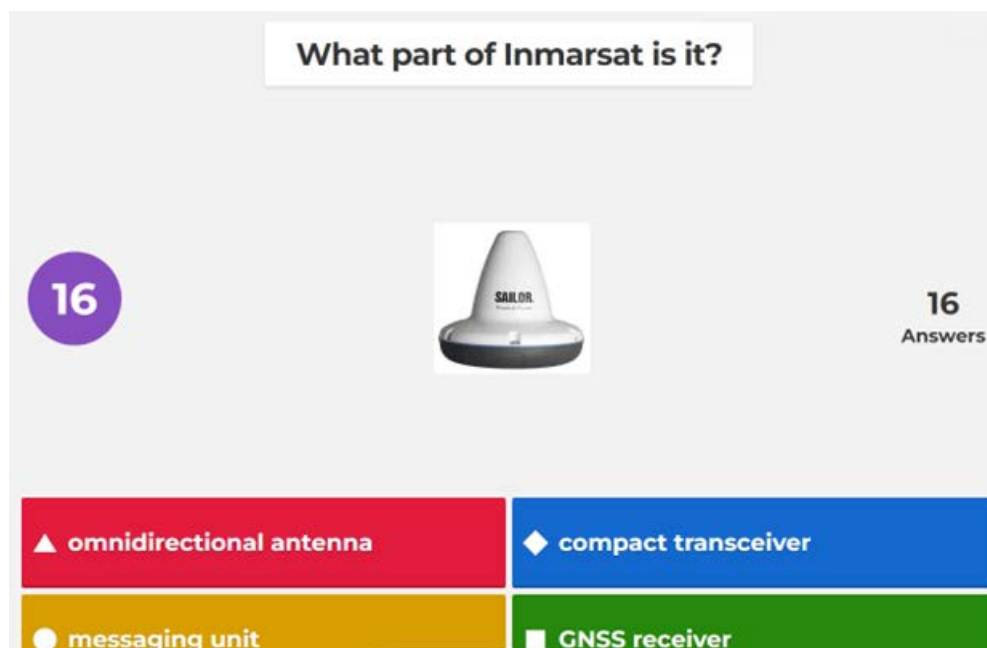 What part of Inmarsat is it?
16
SAILOR.
16
Answers
omnidirectional antenna
compact transceiver
messaging unit
GNSS receiver